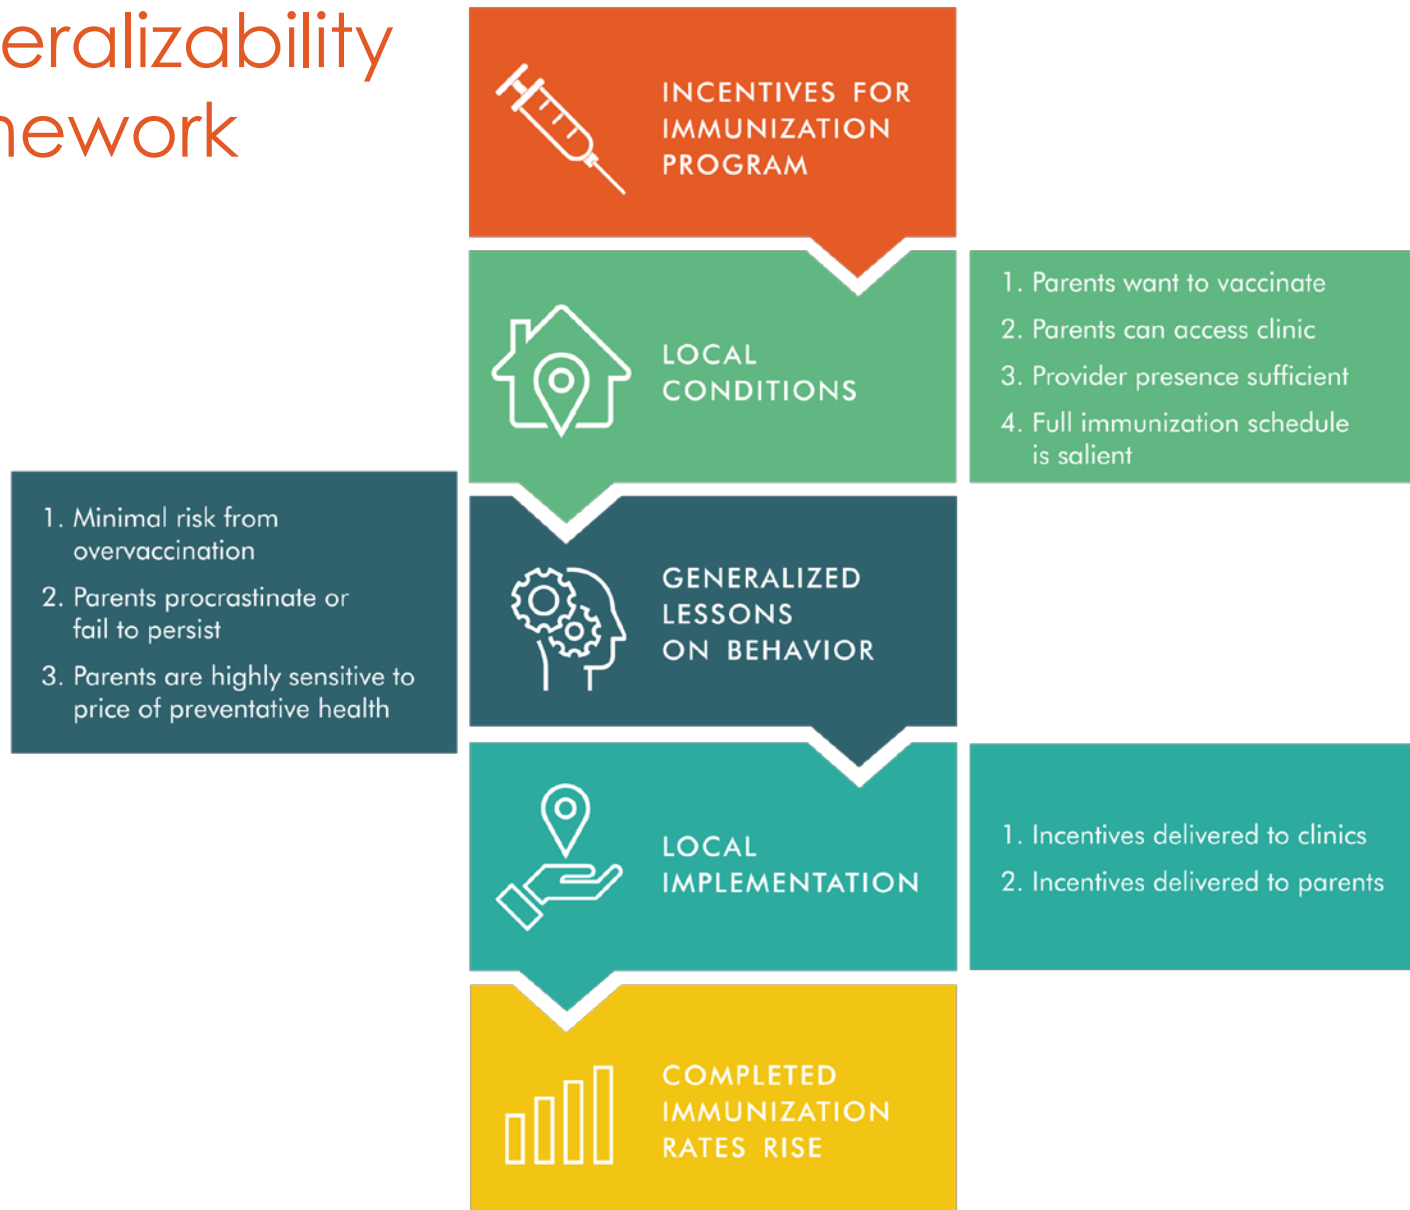 eralizability
ework
INCENTIVES FOR
IMMUNIZATION
PROGRAM
LOCAL
CONDITIONS
1. Parents want to vaccinate
2. Parents can access clinic
3. Provider presence sufficient
4. Full immunization schedule
is salient
1. Minimal risk from
overvaccination
2. Parents procrastinate or
fail to persist
3. Parents are highly sensitive to
price of preventative health
GENERALIZED
LESSONS
ON BEHAVIOR
LOCAL
IMPLEMENTATION
1. Incentives delivered to clinics
2. Incentives delivered to parents
COMPLETED
IMMUNIZATION
RATES RISE